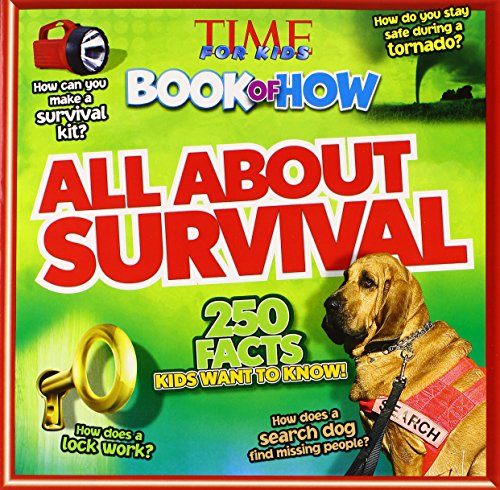 TIME
FOR KIDS
BOOK OF HOW
How can you
make a
survival
kit?
How do you stay
safe during a
tornado?
ALL ABOUT
SURVIVAL
250
FACTS
KIDS WANT TO KNOW!
How does a
lock work?
How does a
search dog
find missing people?
SEARCH